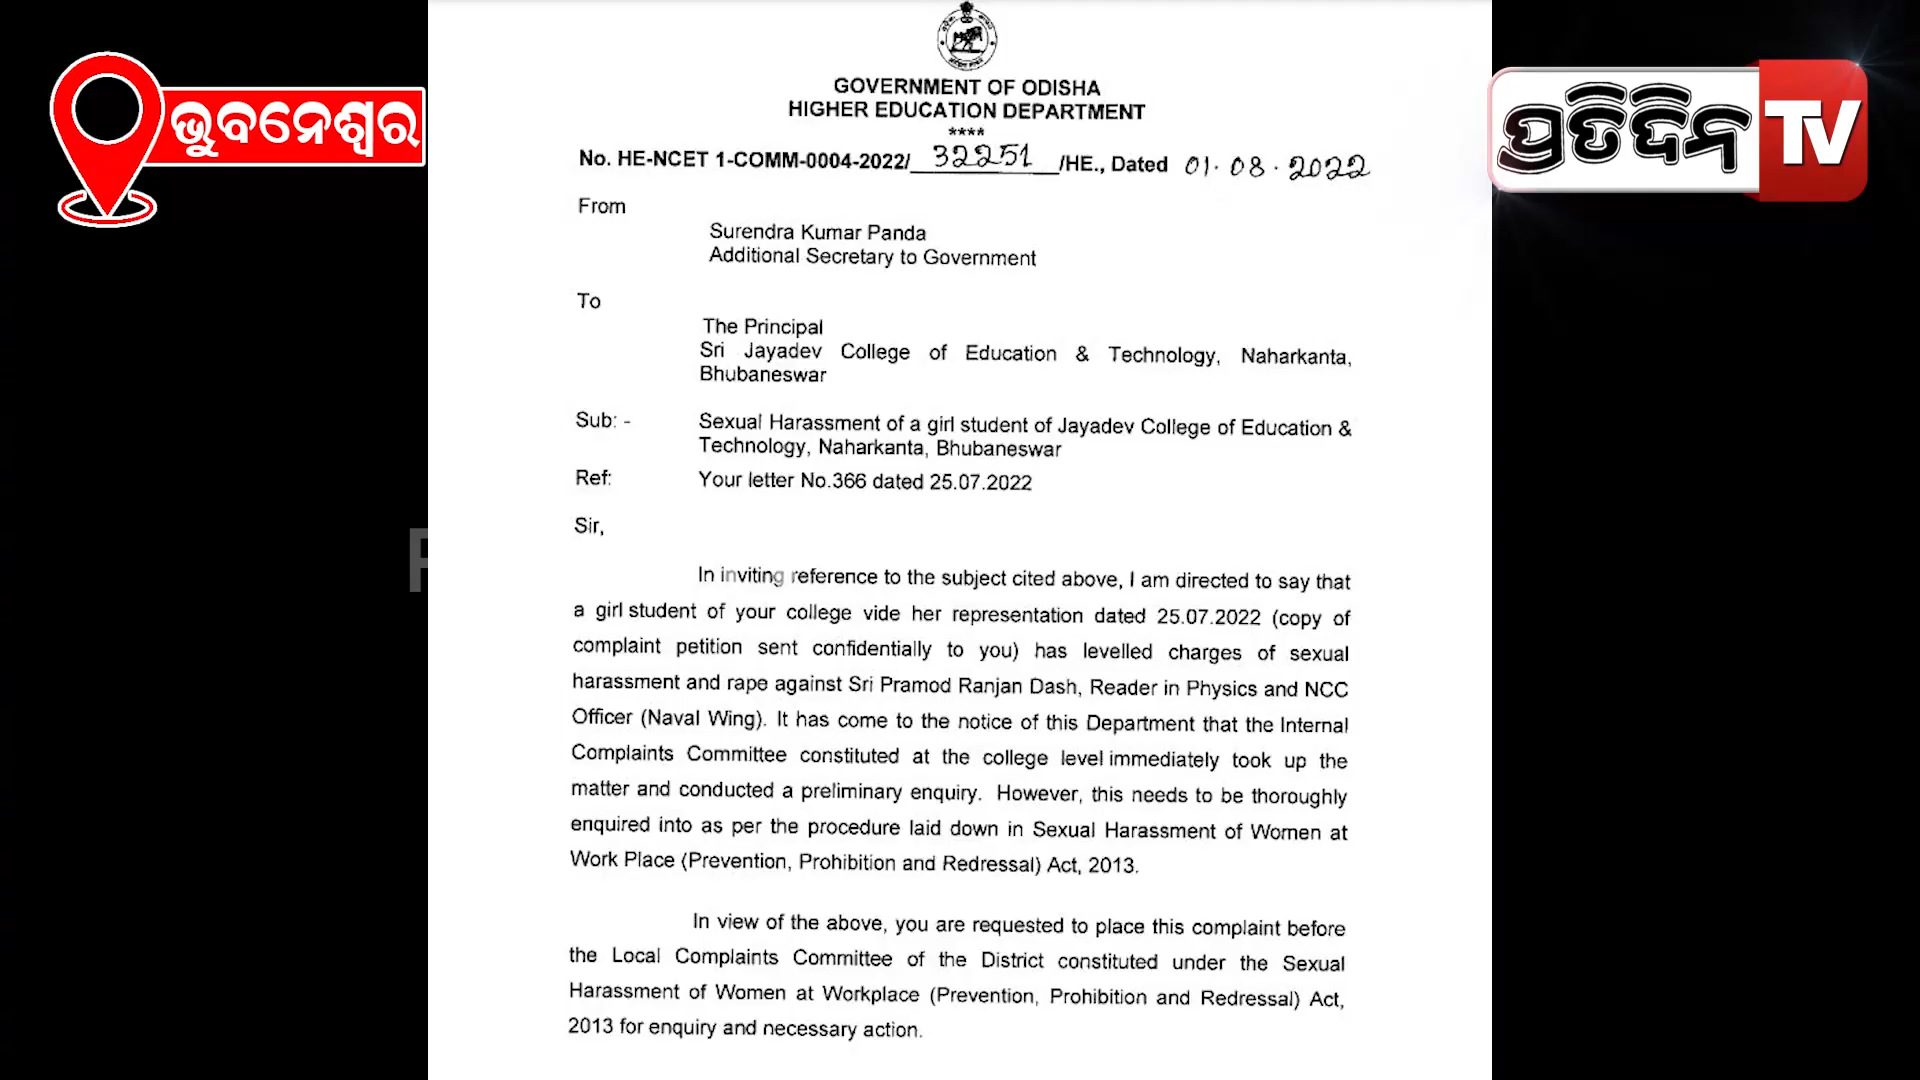 ଭୁବନେଶ୍ୱର
ପ୍ରତିଦିନ TV
GOVERNMENT OF ODISHA
HIGHER EDUCATION DEPARTMENT
****
No. HE-NCET 1-COMM-0004-2022/ 32251 /HE., Dated 01.08.2022
From
Surendra Kumar Panda
Additional Secretary to Government
To
The Principal
Sri Jayadev College of Education & Technology, Naharkanta,
Bhubaneswar
Sub: - Sexual Harassment of a girl student of Jayadev College of Education &
Technology, Naharkanta, Bhubaneswar
Ref: Your letter No.366 dated 25.07.2022
Sir,
In inviting reference to the subject cited above, I am directed to say that
a girl student of your college vide her representation dated 25.07.2022 (copy of
complaint petition sent confidentially to you) has levelled charges of sexual
harassment and rape against Sri Pramod Ranjan Dash, Reader in Physics and NCC
Officer (Naval Wing). It has come to the notice of this Department that the Internal
Complaints Committee constituted at the college level immediately took up the
matter and conducted a preliminary enquiry. However, this needs to be thoroughly
enquired into as per the procedure laid down in Sexual Harassment of Women at
Work Place (Prevention, Prohibition and Redressal) Act, 2013.
In view of the above, you are requested to place this complaint before
the Local Complaints Committee of the District constituted under the Sexual
Harassment of Women at Workplace (Prevention, Prohibition and Redressal) Act,
2013 for enquiry and necessary action.